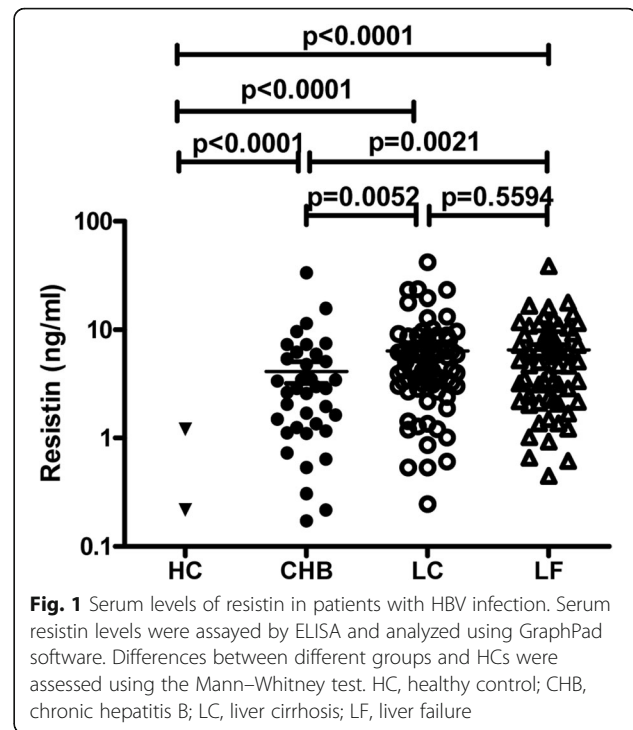 p<0.0001
p<0.0001
p<0.0001
p=0.0021
p=0.0052
p=0.5594
100
10
1
0.1
Resistin (ng/ml)
HC
CHB
LC
LF
Fig. 1 Serum levels of resistin in patients with HBV infection. Serum
resistin levels were assayed by ELISA and analyzed using GraphPad
software. Differences between different groups and HCs were
assessed using the Mann–Whitney test. HC, healthy control; CHB,
chronic hepatitis B; LC, liver cirrhosis; LF, liver failure